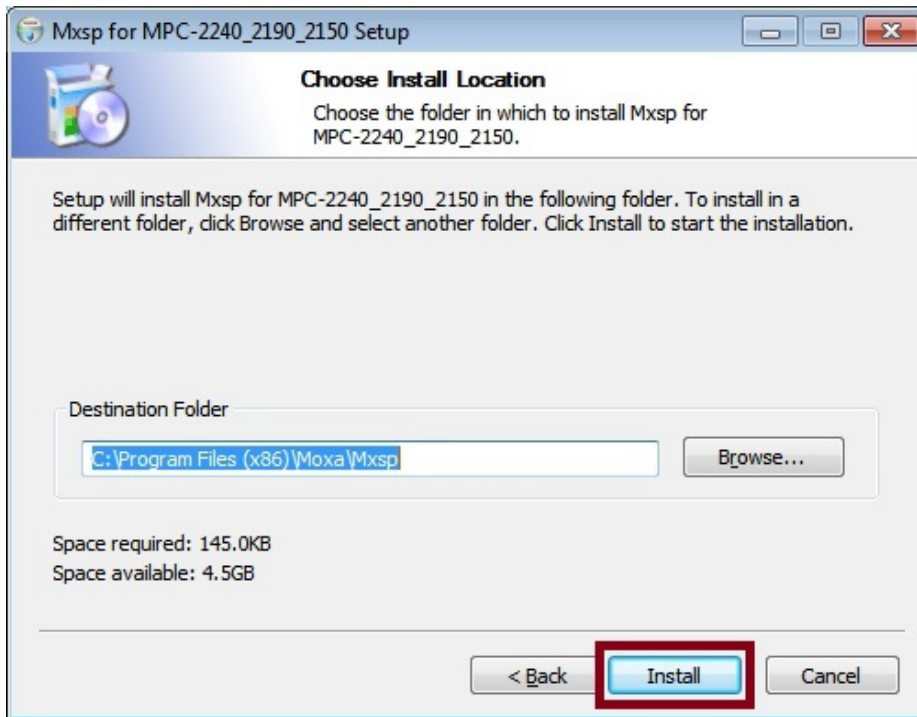 Mxsp for MPC-2240_2190_2150 Setup
Choose Install Location
Choose the folder in which to install Mxsp for
MPC-2240_2190_2150.
Setup will install Mxsp for MPC-2240_2190_2150 in the following folder. To install in a
different folder, click Browse and select another folder. Click Install to start the installation.
Destination Folder
C:\Program Files (x86)\Moxa\Mxsp
Browse...
Space required: 145.0KB
Space available: 4.5GB
< Back
Install
Cancel